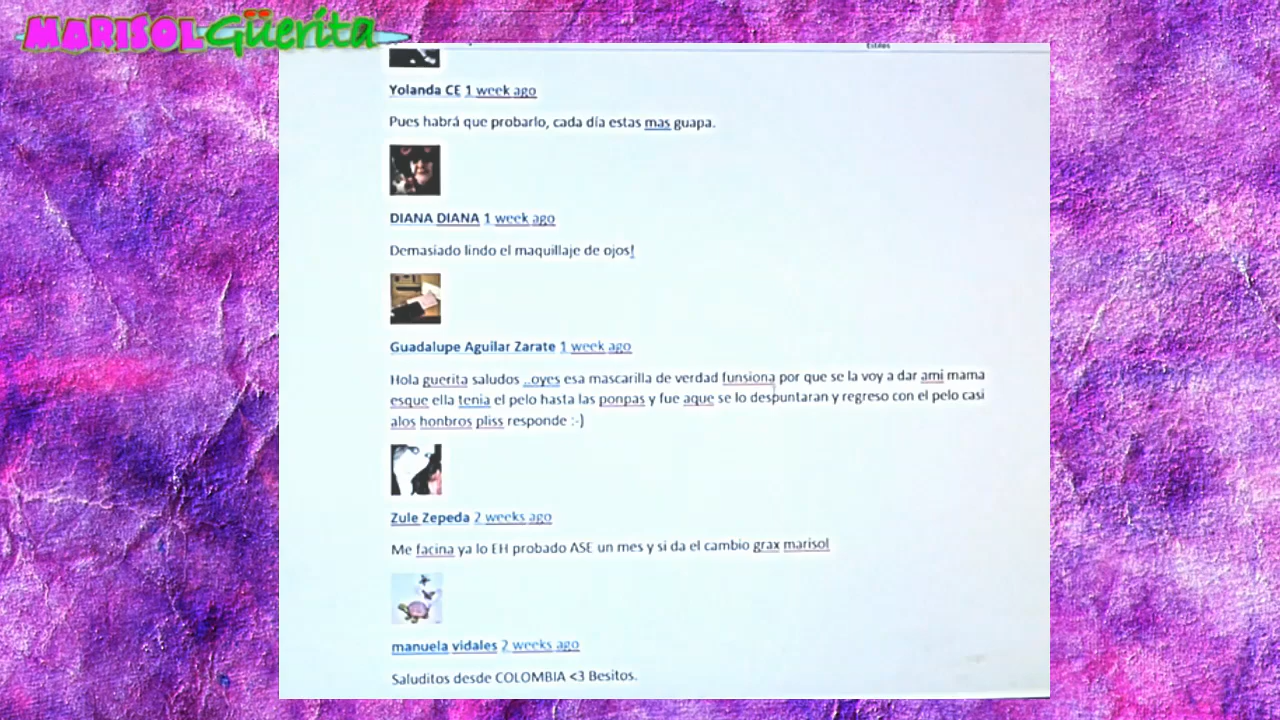 MARISOL Güerita
Estilos
Yolanda CE 1 week ago
Pues habrá que probarlo, cada día estas mas guapa.
DIANA DIANA 1 week ago
Demasiado lindo el maquillaje de ojos!
Guadalupe Aguilar Zarate 1 week ago
Hola guerita saludos ..oyes esa mascarilla de verdad funsiona por que se la voy a dar ami mama
esque ella tenia el pelo hasta las ponpas y fue aque se lo despuntaran y regreso con el pelo casi
alos honbros pliss responde :-)
Zule Zepeda 2 weeks ago
Me facina ya lo EH probado ASE un mes y si da el cambio grax marisol
manuela vidales 2 weeks ago
Saluditos desde COLOMBIA <3 Besitos.